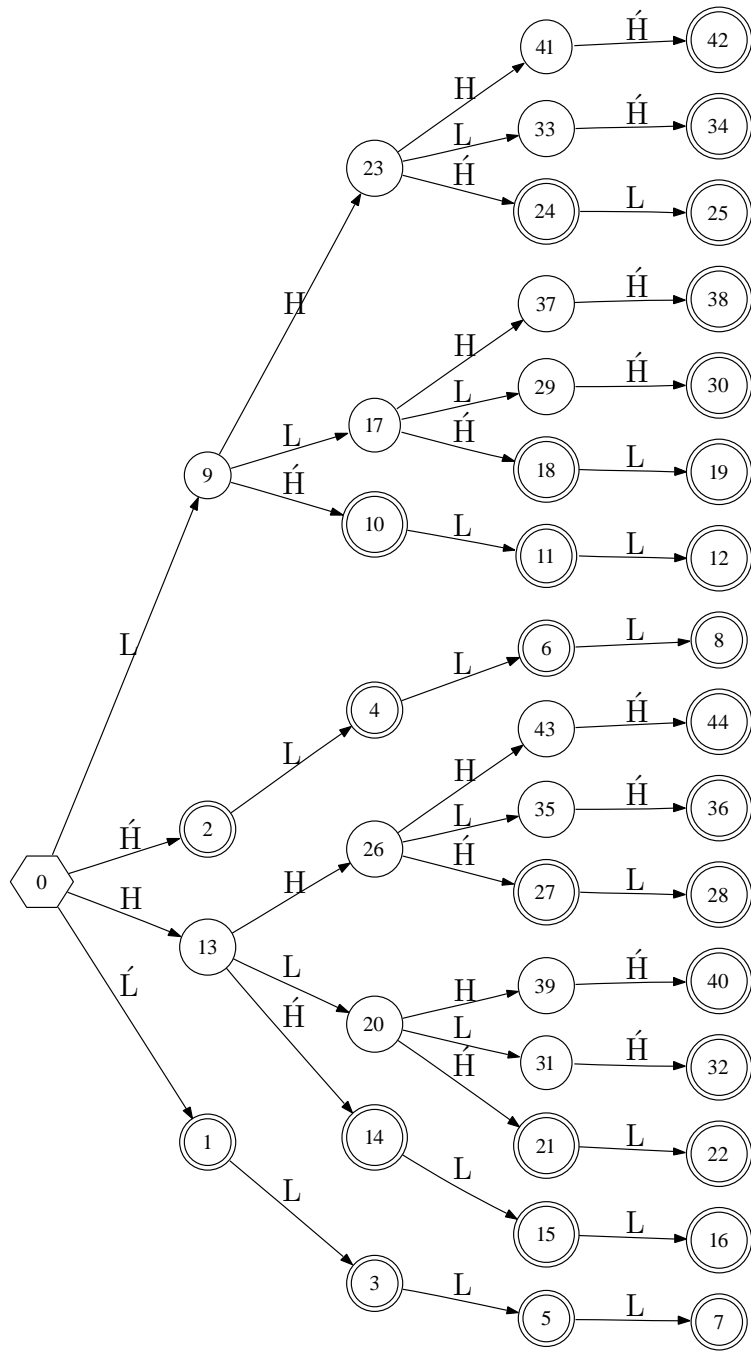 41 H́ 42
H
33 H́ 34
L
23
H́
24 L 25
37 H́ 38
H
H
29 H́ 30
L
17
L
H́
18 L 19
9
H́
10 L 11 L 12
L
6 L 8
L
4
43 H́ 44
L
H
35 H́ 36
L
H́ 2
26
H́
H
27 L 28
0
H
13
39 H́ 40
L
H
20
L
31 H́ 32
Ĺ
H́
H́
21 L 22
14
1
L
15 L 16
L
3
L
5 L 7